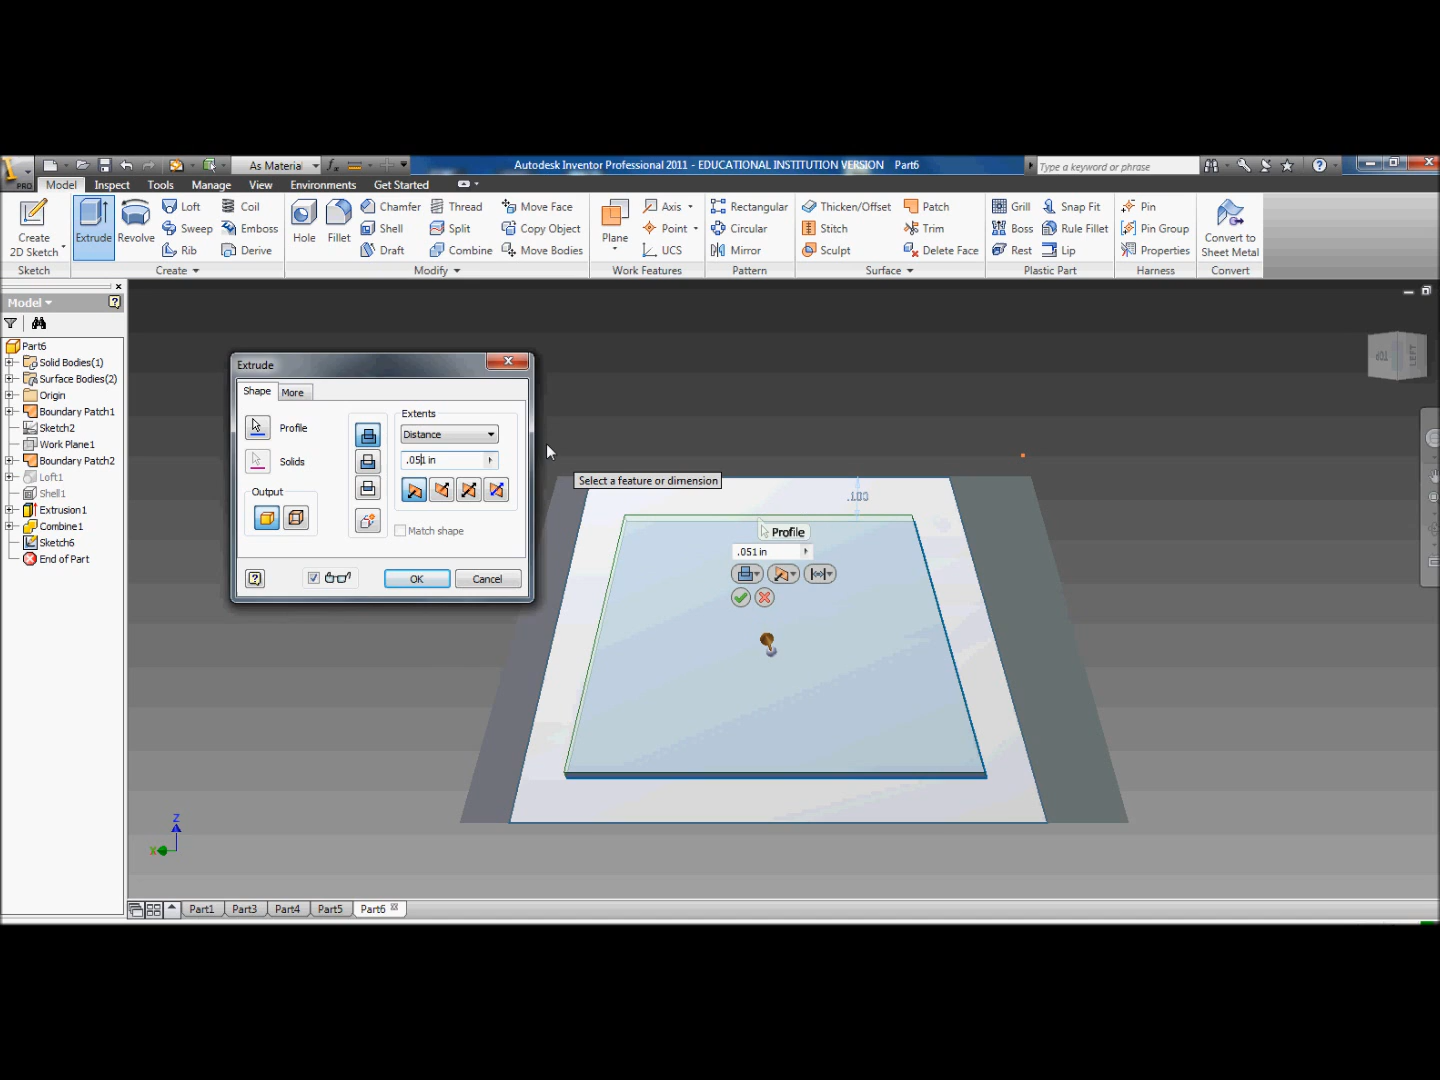 As Material
Autodesk Inventor Professional 2011 - EDUCATIONAL INSTITUTION VERSION Part6
Type a keyword or phrase
PRO
Model Inspect Tools Manage View Environments Get Started
Create
2D Sketch
Extrude
Revolve
Loft
Sweep
Rib
Coil
Emboss
Derive
Hole
Fillet
Chamfer
Shell
Draft
Thread
Split
Combine
Move Face
Copy Object
Move Bodies
Plane
Axis
Point
UCS
Rectangular
Circular
Mirror
Thicken/Offset
Stitch
Sculpt
Patch
Trim
Delete Face
Grill
Boss
Rest
Snap Fit
Rule Fillet
Lip
Pin
Pin Group
Properties
Convert to
Sheet Metal
Sketch Create Modify Work Features Pattern Surface Plastic Part Harness Convert
Model
Part6
Solid Bodies(1)
Surface Bodies(2)
Origin
Boundary Patch1
Sketch2
Work Plane1
Boundary Patch2
Loft1
Shell1
Extrusion1
Combine1
Sketch6
End of Part
Extrude
Shape More
Profile
Solids
Output
Extents
Distance
.051 in
Match shape
OK Cancel
Select a feature or dimension
.100
Profile
.051 in
TOP
LEFT
Z
X
Part1 Part3 Part4 Part5 Part6